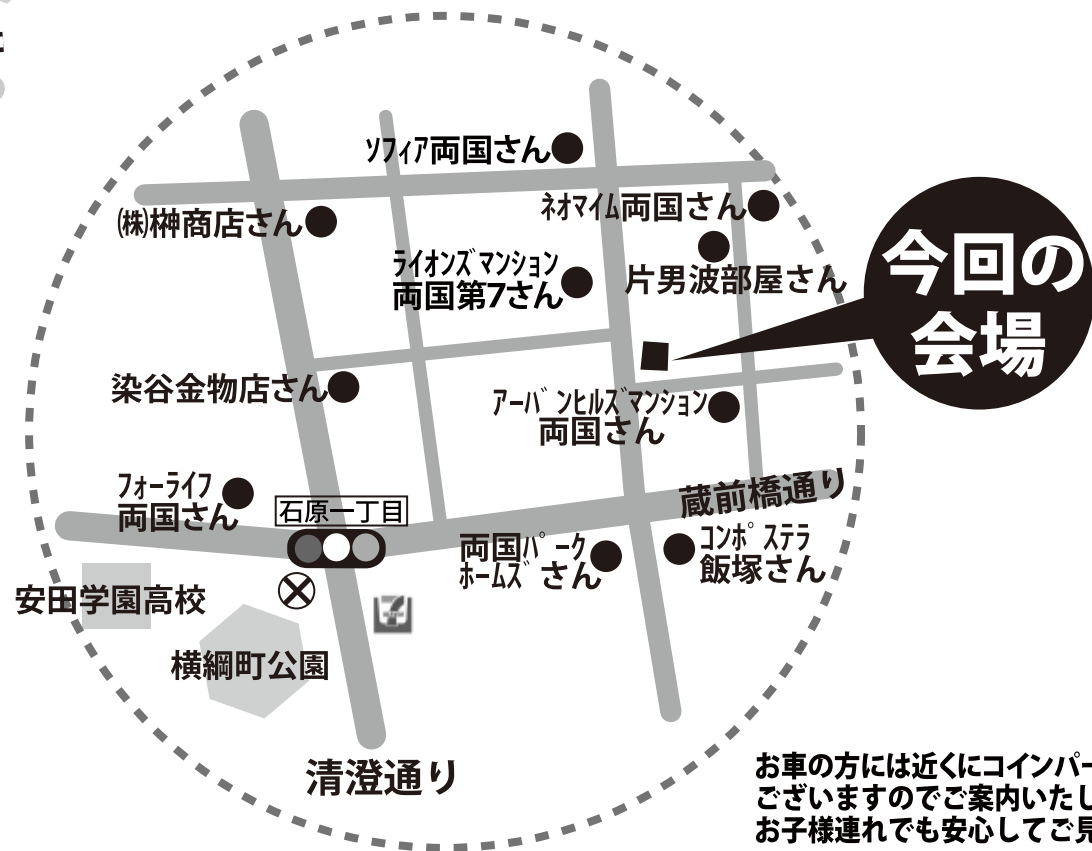 ソフィア両国さん
ネオマイム両国さん
㈱榊商店さん
ライオンズマンション
両国第7さん
片男波部屋さん
今回の
会場
染谷金物店さん
アーバンヒルズマンション
両国さん
フォーライフ
両国さん
石原一丁目
蔵前橋通り
両国パーク
ホームズさん
コンポステラ
飯塚さん
安田学園高校
横綱町公園
清澄通り
お車の方には近くにコインパー
ございますのでご案内いたし
お子様連れでも安心してご見